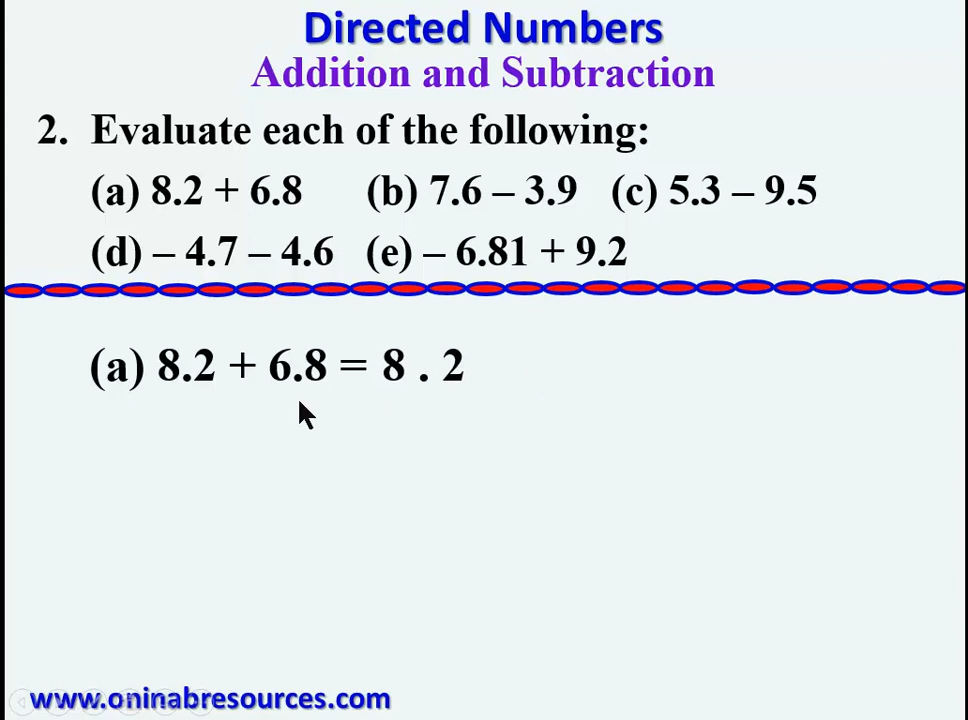 Directed Numbers
Addition and Subtraction
2. Evaluate each of the following:
(a) 8.2 + 6.8 (b) 7.6 – 3.9 (c) 5.3 – 9.5
(d) – 4.7 – 4.6 (e) – 6.81 + 9.2
(a) 8.2 + 6.8 = 8 . 2
www.oninabresources.com